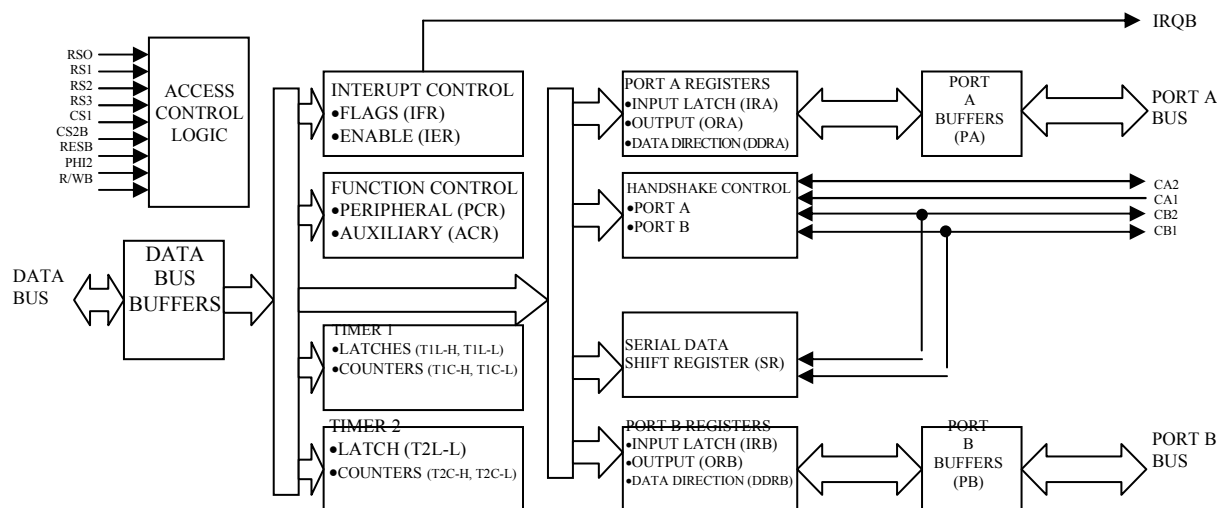 IRQB
RSO
RS1
RS2
RS3
CS1
CS2B
RESB
PHI2
R/WB
ACCESS
CONTROL
LOGIC
INTERUPT CONTROL
•FLAGS (IFR)
•ENABLE (IER)
FUNCTION CONTROL
•PERIPHERAL (PCR)
•AUXILIARY (ACR)
DATA
BUS
DATA
BUS
BUFFERS
TIMER 1
•LATCHES (T1L-H, T1L-L)
•COUNTERS (T1C-H, T1C-L)
TIMER 2
•LATCH (T2L-L)
•COUNTERS (T2C-H, T2C-L)
PORT A REGISTERS
•INPUT LATCH (IRA)
•OUTPUT (ORA)
•DATA DIRECTION (DDRA)
PORT
A
BUFFERS
(PA)
PORT A
BUS
HANDSHAKE CONTROL
•PORT A
•PORT B
CA2
CA1
CB2
CB1
SERIAL DATA
SHIFT REGISTER (SR)
PORT B REGISTERS
•INPUT LATCH (IRB)
•OUTPUT (ORB)
•DATA DIRECTION (DDRB)
PORT
B
BUFFERS
(PB)
PORT B
BUS